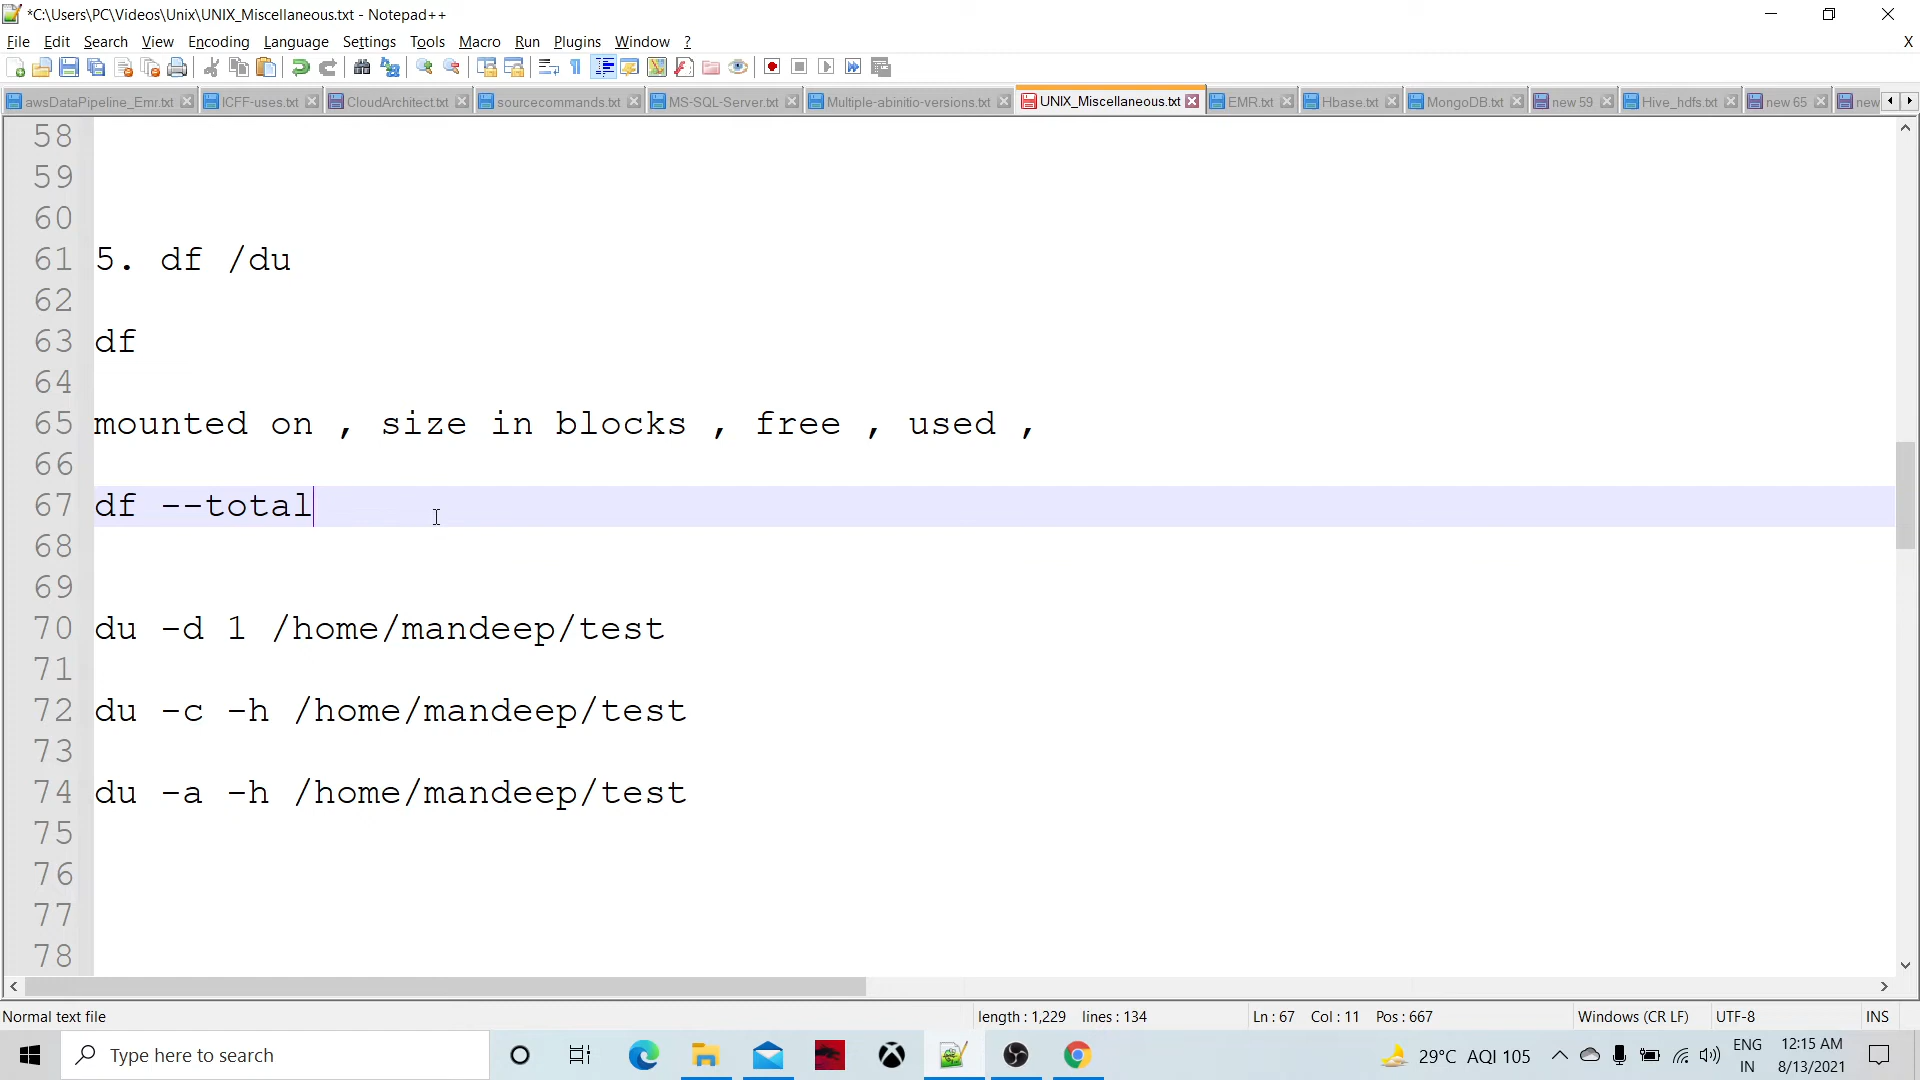 *C:\Users\PC\Videos\Unix\UNIX_Miscellaneous.txt - Notepad++
File Edit Search View Encoding Language Settings Tools Macro Run Plugins Window ? X
awsDataPipeline_Emr.txt ICFF-uses.txt CloudArchitect.txt sourcecommands.txt MS-SQL-Server.txt Multiple-abinitio-versions.txt UNIX_Miscellaneous.txt EMR.txt Hbase.txt MongoDB.txt new 59 Hive_hdfs.txt new 65 new
58
59
60
61 5. df /du
62
63 df
64
65 mounted on , size in blocks , free , used ,
66
67 df --total
68
69
70 du -d 1 /home/mandeep/test
71
72 du -c -h /home/mandeep/test
73
74 du -a -h /home/mandeep/test
75
76
77
78
Normal text file length : 1,229 lines : 134 Ln : 67 Col : 11 Pos : 667 Windows (CR LF) UTF-8 INS
Type here to search 29°C AQI 105 ENG 12:15 AM
IN 8/13/2021